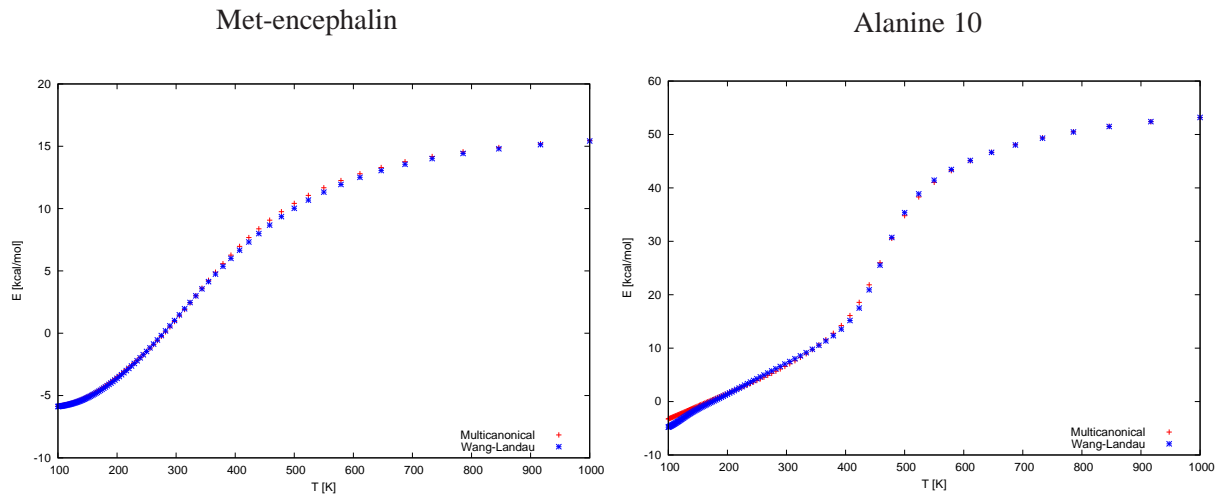 Met-encephalin
Alanine 10
20
15
10
5
0
-5
-10
E [kcal/mol]
100 200 300 400 500 600 700 800 900 1000
T [K]
Multicanonical
Wang-Landau
60
50
40
30
20
10
0
-10
E [kcal/mol]
100 200 300 400 500 600 700 800 900 1000
T [K]
Multicanonical
Wang-Landau